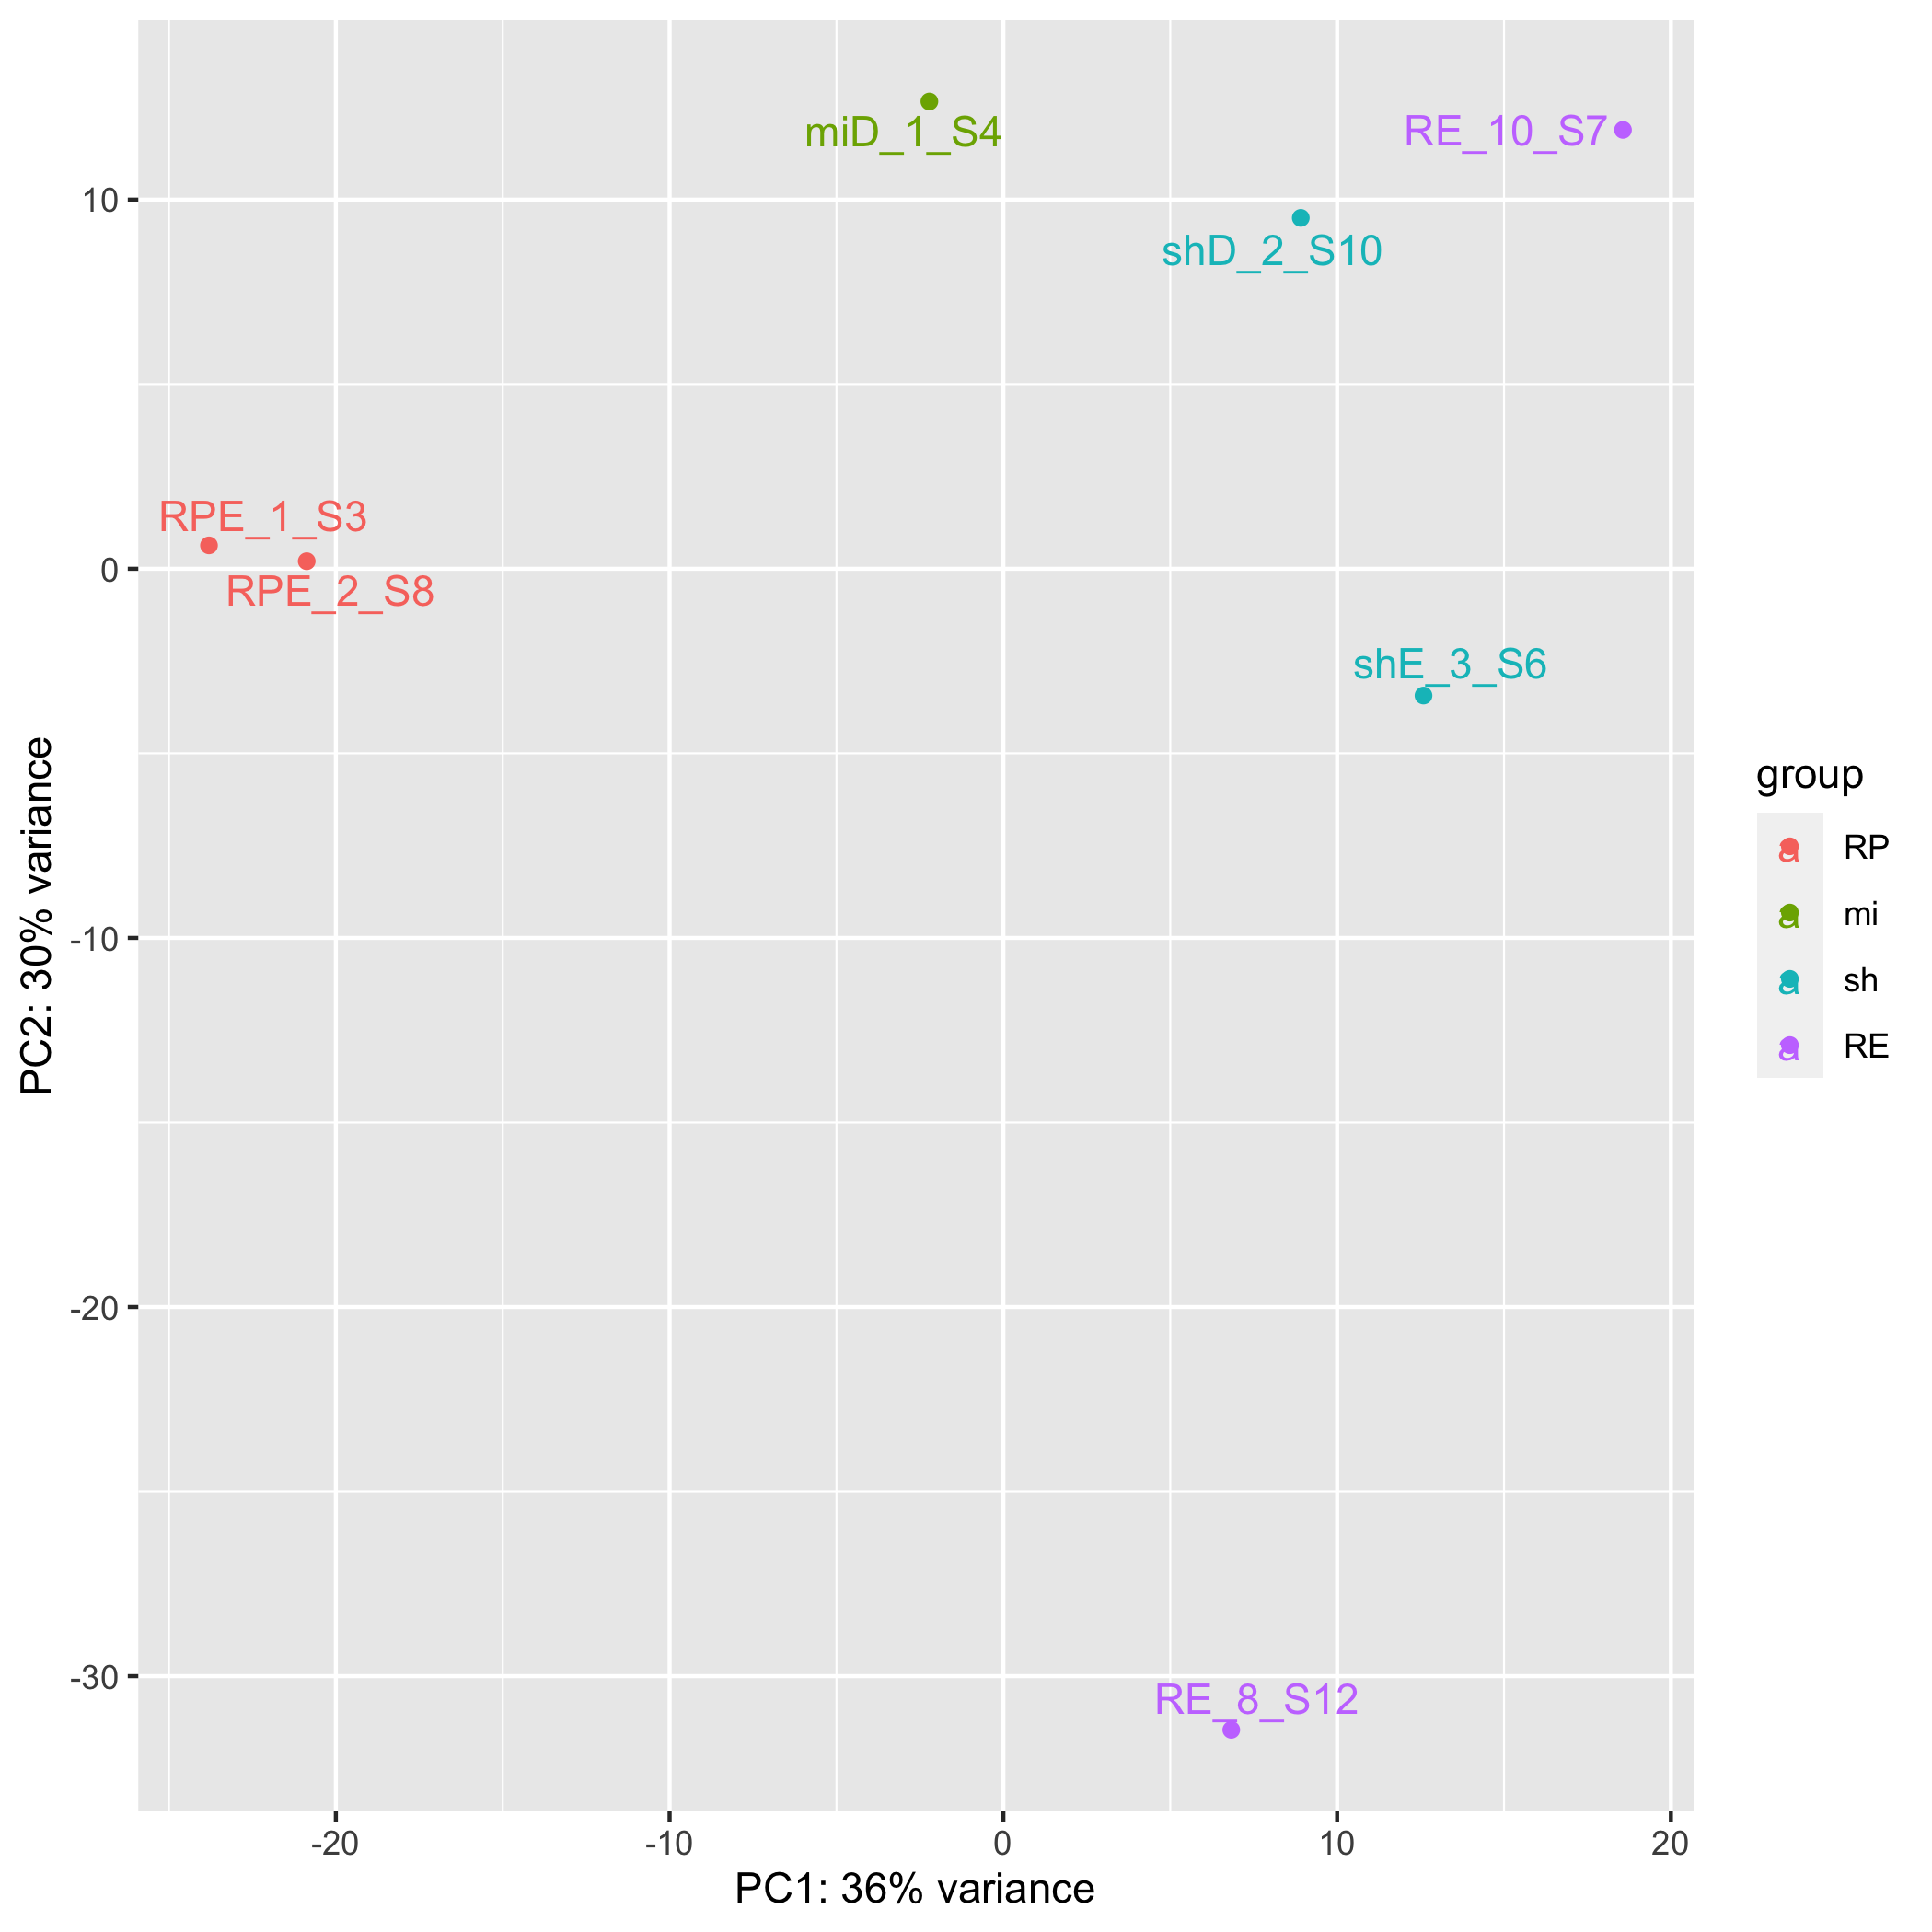 miD_1_S4
RE_10_S7
shD_2_S10
RPE_1_S3
RPE_2_S8
shE_3_S6
RE_8_S12
10
0
-10
-20
-30
PC2: 30% variance
-20
-10
0
10
20
PC1: 36% variance
group
a RP
a mi
a sh
a RE